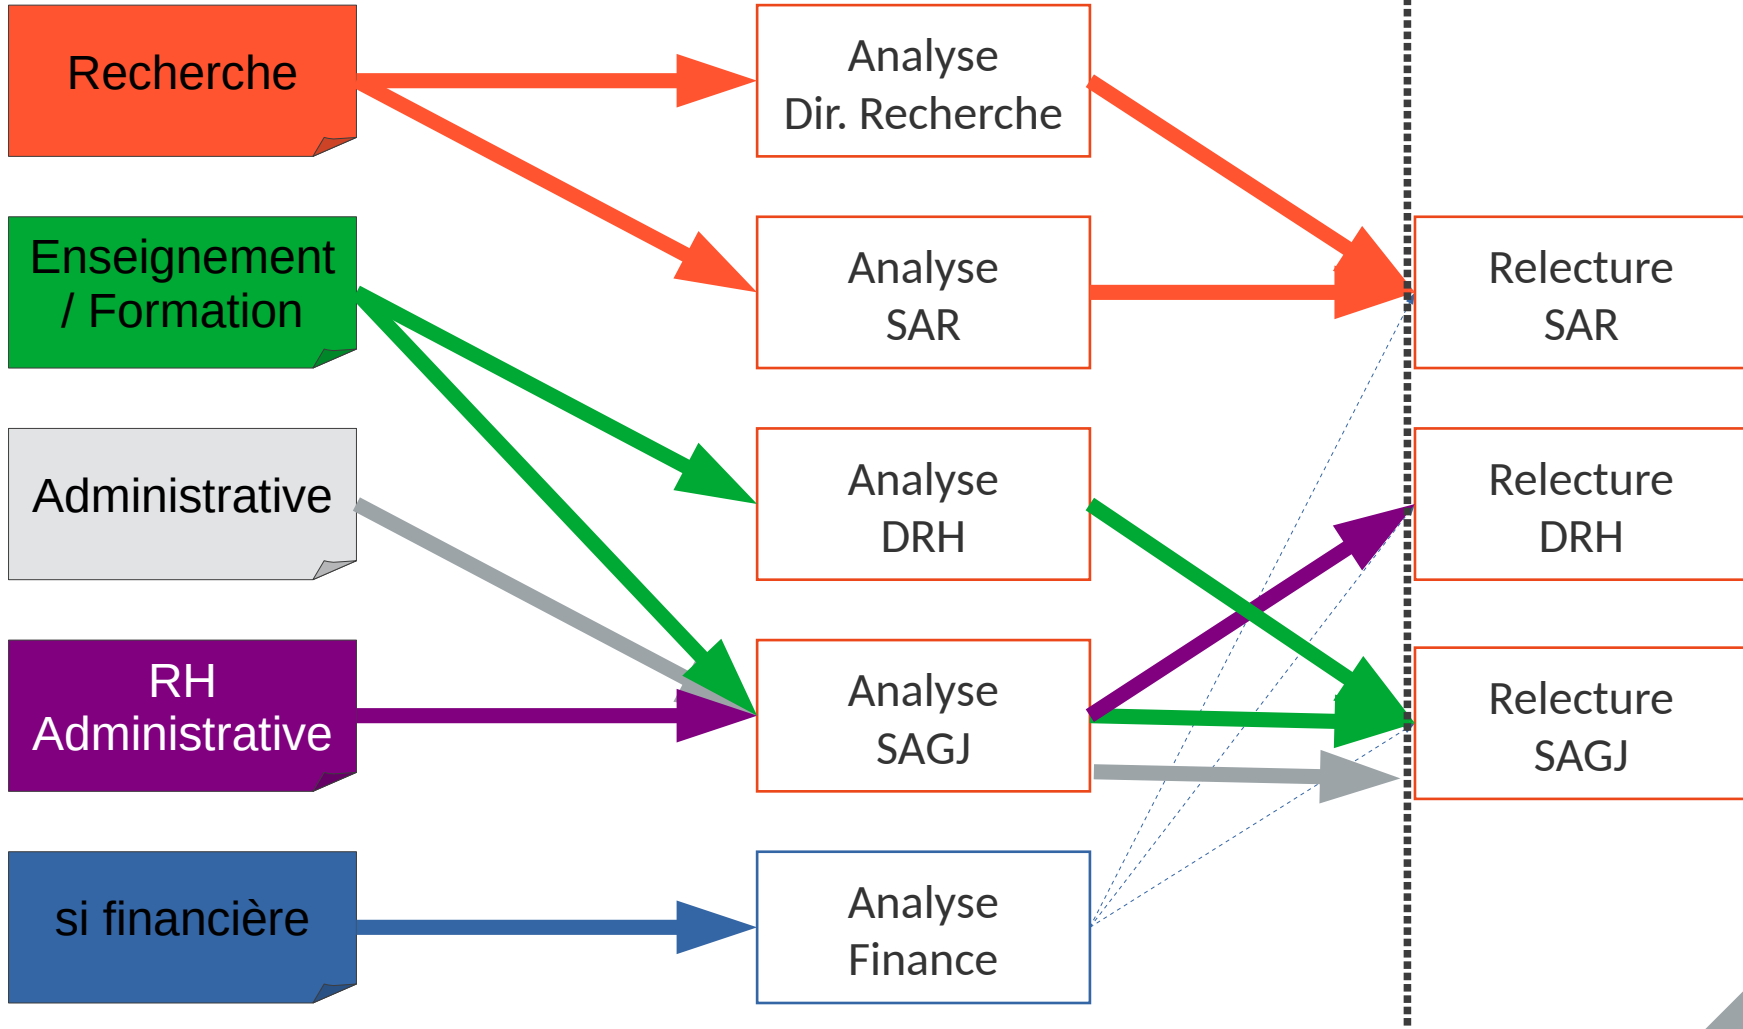 Recherche
Enseignement
/ Formation
Administrative
RH
Administrative
si financière
Analyse
Dir. Recherche
Analyse
SAR
Analyse
DRH
Analyse
SAGJ
Analyse
Finance
Relecture
SAR
Relecture
DRH
Relecture
SAGJ